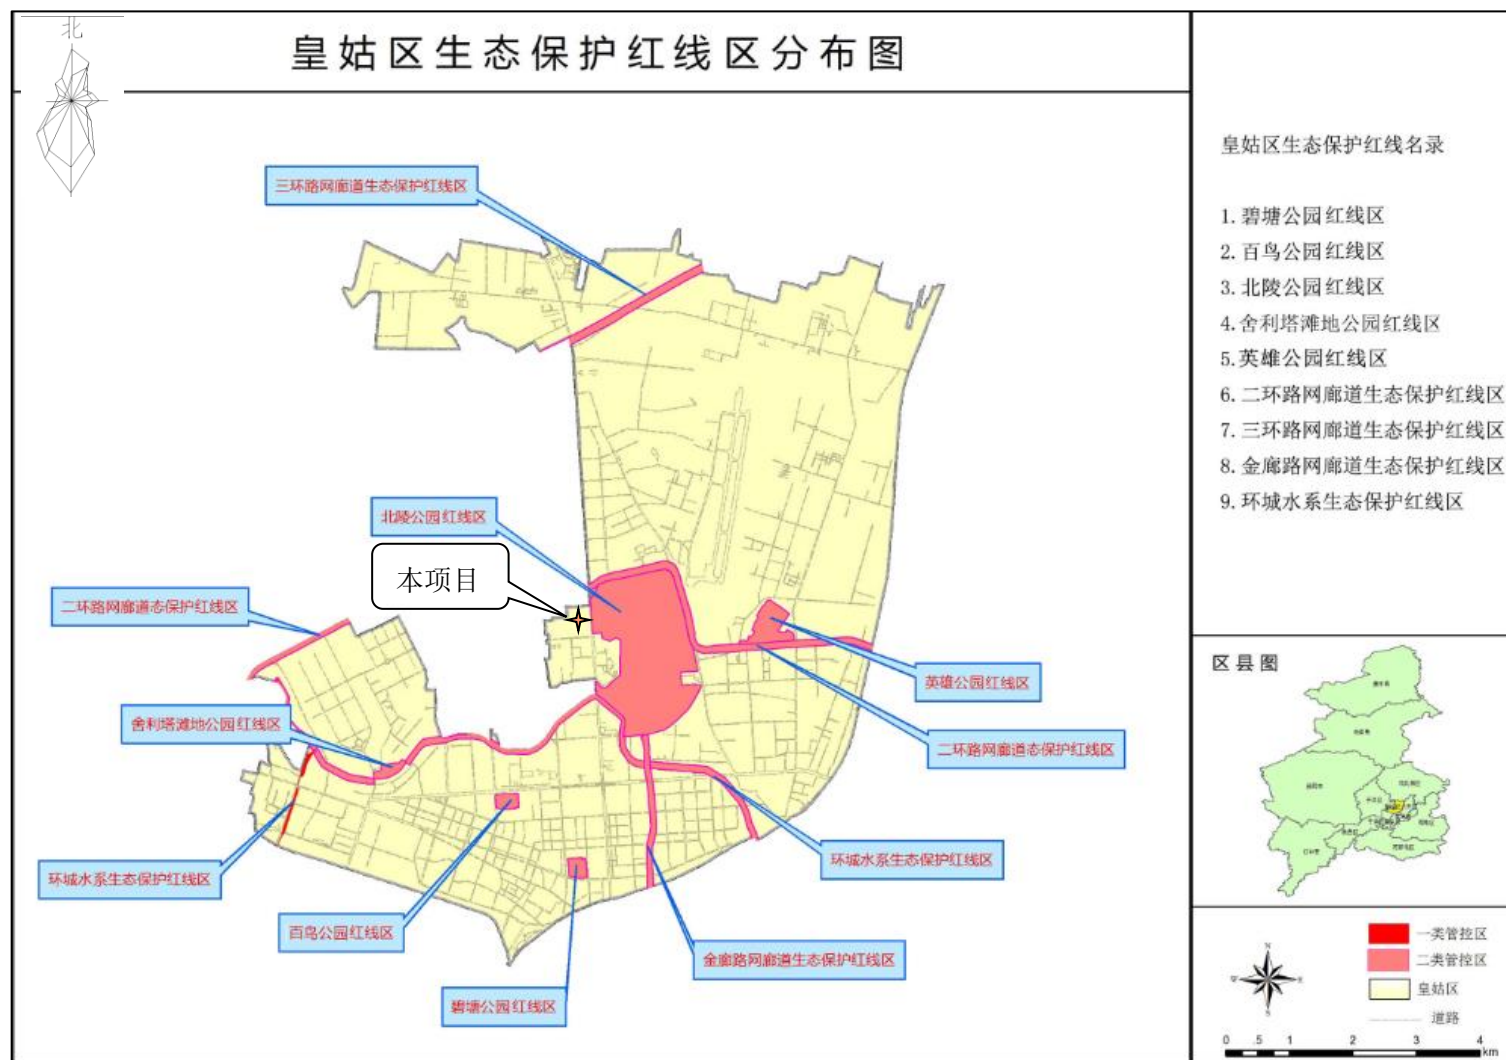 北
皇姑区生态保护红线区分布图
三环路网廊道生态保护红线区
北陵公园红线区
本项目
二环路网廊道态保护红线区
舍利塔滩地公园红线区
环城水系生态保护红线区
百鸟公园红线区
碧塘公园红线区
金廊路网廊道生态保护红线区
环城水系生态保护红线区
二环路网廊道态保护红线区
英雄公园红线区
皇姑区生态保护红线名录
1.碧塘公园红线区
2.百鸟公园红线区
3.北陵公园红线区
4.舍利塔滩地公园红线区
5.英雄公园红线区
6.二环路网廊道生态保护红线区
7.三环路网廊道生态保护红线区
8.金廊路网廊道生态保护红线区
9.环城水系生态保护红线区
区县图
N
W E
S
一类管控区
二类管控区
皇姑区
道路
0 .5 1 2 3 4
km